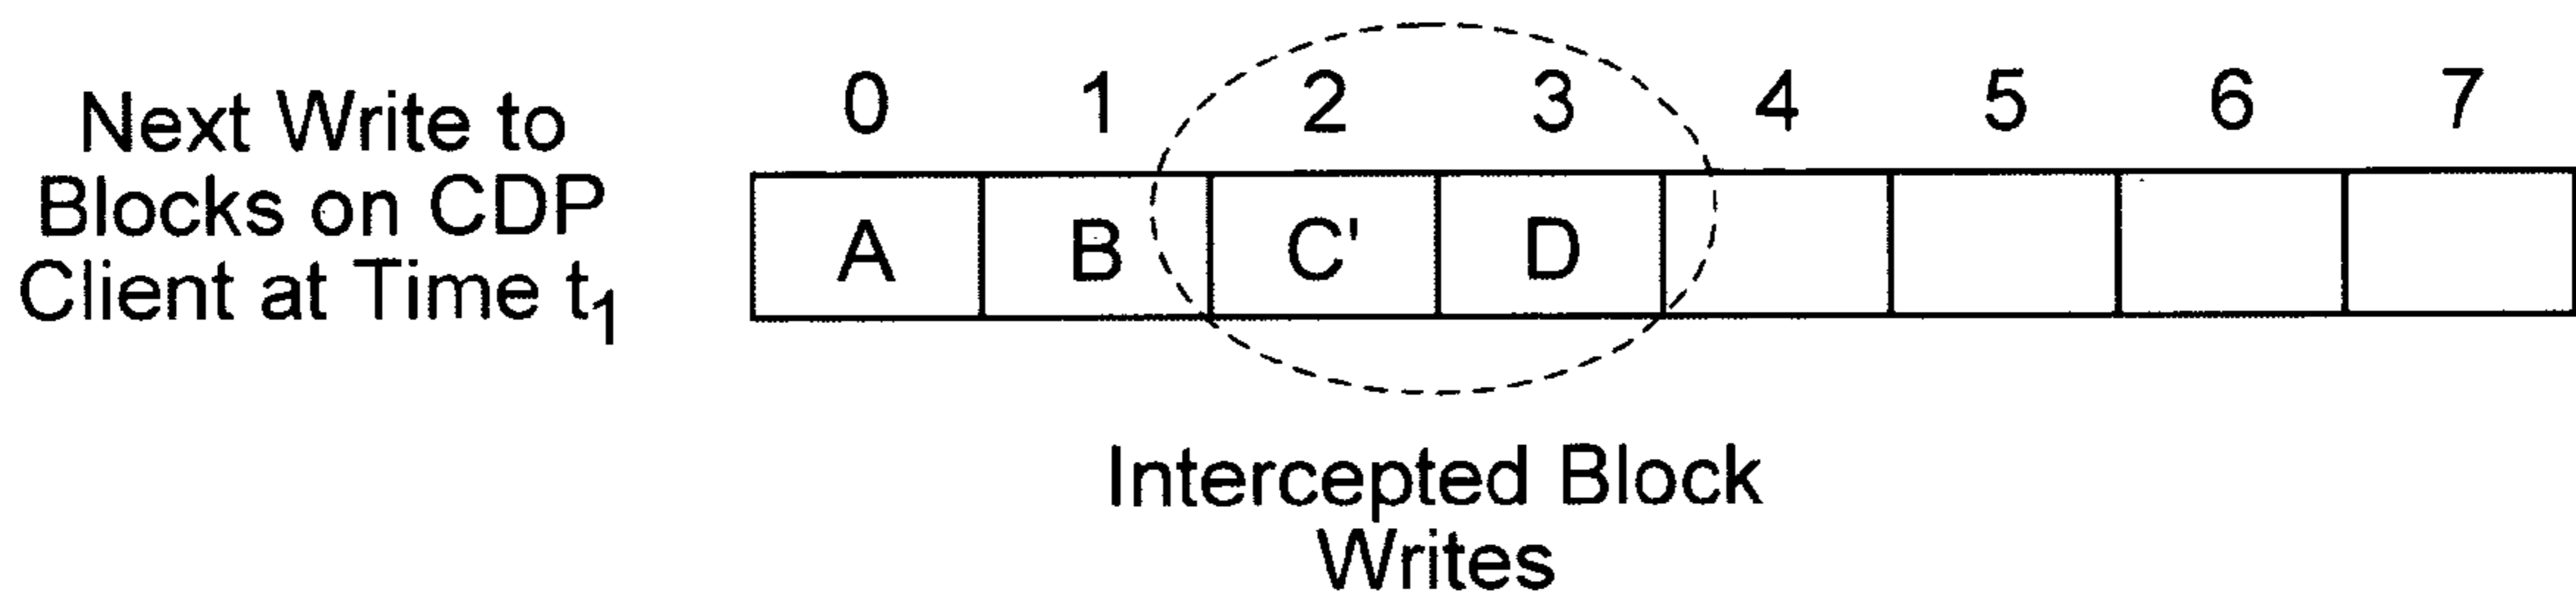 Next Write to
Blocks on CDP
Client at Time t₁
0 1 2 3 4 5 6 7
A B C' D
Intercepted Block
Writes